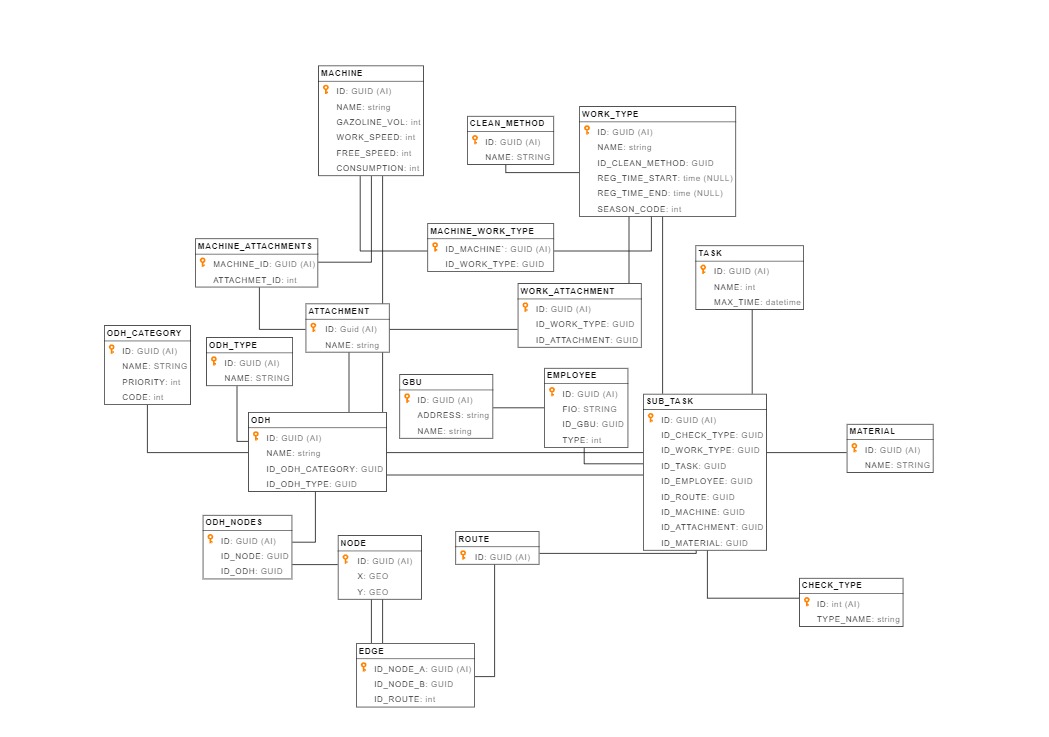 MACHINE
ID: GUID (AI)
NAME: string
GAZOLINE_VOL: int
WORK_SPEED: int
FREE_SPEED: int
CONSUMPTION: int
CLEAN_METHOD
ID: GUID (AI)
NAME: STRING
WORK_TYPE
ID: GUID (AI)
NAME: string
ID_CLEAN_METHOD: GUID
REG_TIME_START: time (NULL)
REG_TIME_END: time (NULL)
SEASON_CODE: int
MACHINE_WORK_TYPE
ID_MACHINE`: GUID (AI)
ID_WORK_TYPE: GUID
MACHINE_ATTACHMENTS
MACHINE_ID: GUID (AI)
ATTACHMET_ID: int
TASK
ID: GUID (AI)
NAME: int
MAX_TIME: datetime
WORK_ATTACHMENT
ID: GUID (AI)
ID_WORK_TYPE: GUID
ID_ATTACHMENT: GUID
ATTACHMENT
ID: Guid (AI)
NAME: string
ODH_CATEGORY
ID: GUID (AI)
NAME: STRING
PRIORITY: int
CODE: int
ODH_TYPE
ID: GUID (AI)
NAME: STRING
GBU
ID: GUID (AI)
ADDRESS: string
NAME: string
EMPLOYEE
ID: GUID (AI)
FIO: STRING
ID_GBU: GUID
TYPE: int
SUB_TASK
ID: GUID (AI)
ID_CHECK_TYPE: GUID
ID_WORK_TYPE: GUID
ID_TASK: GUID
ID_EMPLOYEE: GUID
ID_ROUTE: GUID
ID_MACHINE: GUID
ID_ATTACHMENT: GUID
ID_MATERIAL: GUID
ODH
ID: GUID (AI)
NAME: string
ID_ODH_CATEGORY: GUID
ID_ODH_TYPE: GUID
MATERIAL
ID: GUID (AI)
NAME: STRING
ODH_NODES
ID: GUID (AI)
ID_NODE: GUID
ID_ODH: GUID
NODE
ID: GUID (AI)
X: GEO
Y: GEO
ROUTE
ID: GUID (AI)
CHECK_TYPE
ID: int (AI)
TYPE_NAME: string
EDGE
ID_NODE_A: GUID (AI)
ID_NODE_B: GUID
ID_ROUTE: int